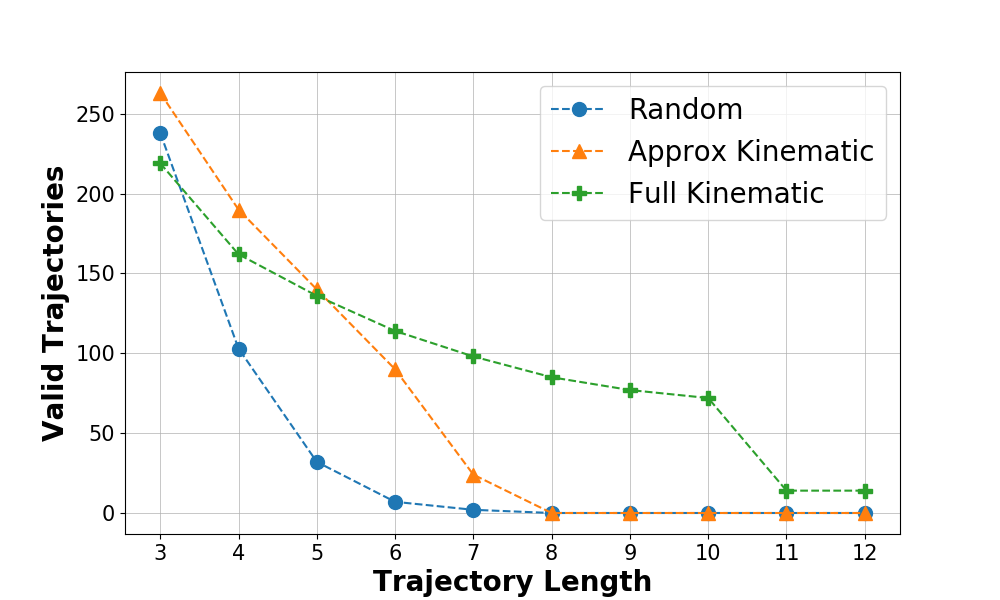 Random
Approx Kinematic
Full Kinematic
Valid Trajectories
250
200
150
100
50
0
3 4 5 6 7 8 9 10 11 12
Trajectory Length